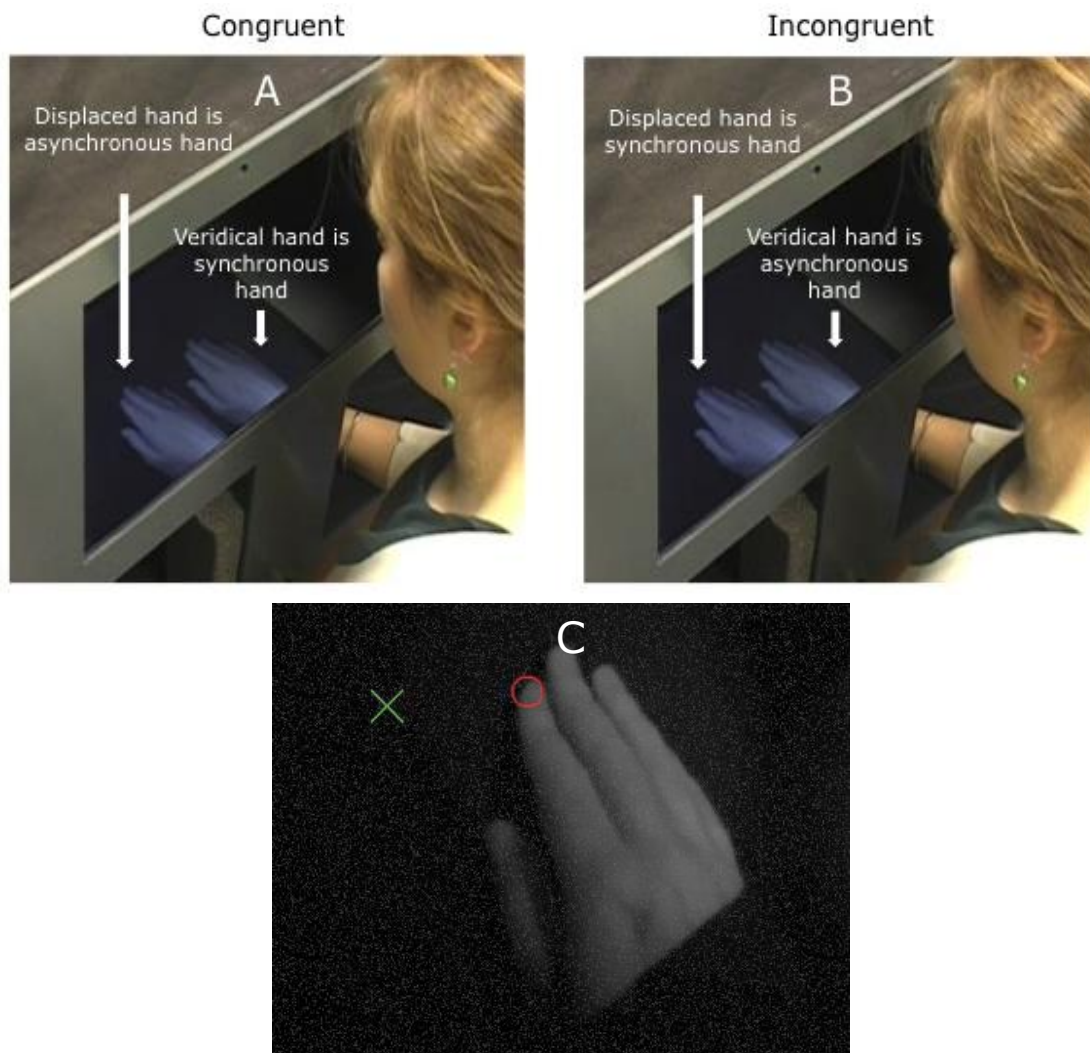 Congruent
Incongruent
A
Displaced hand is
asynchronous hand
Veridical hand is
synchronous
hand
B
Displaced hand is
synchronous hand
Veridical hand is
asynchronous
hand
C